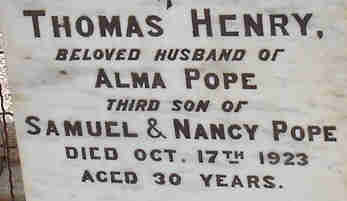 THOMAS HENRY,
BELOVED HUSBAND OF
ALMA POPE
THIRD SON OF
SAMUEL & NANCY POPE
DIED OCT. 17TH 1923
AGED 30 YEARS.